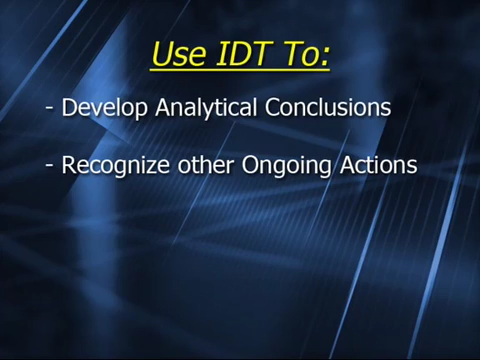 Use IDT To:
- Develop Analytical Conclusions
- Recognize other Ongoing Actions